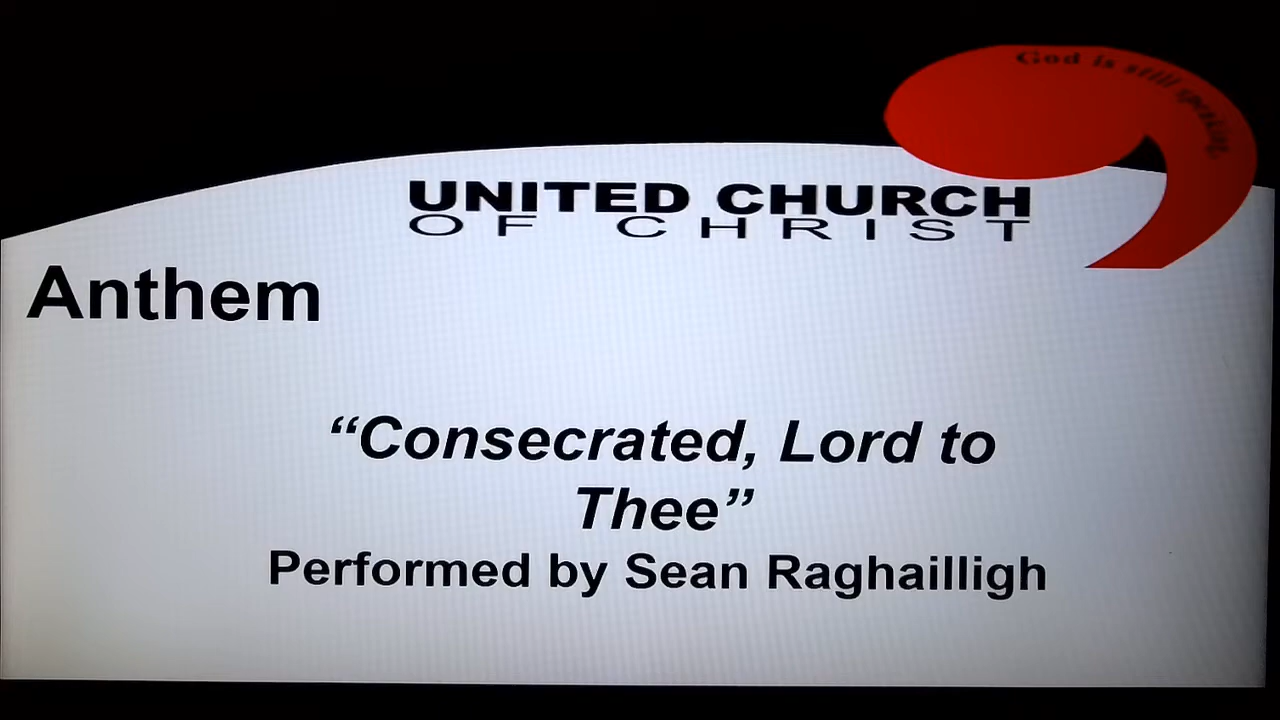 God is still speaking
UNITED CHURCH
OF CHRIST
Anthem
“Consecrated, Lord to
Thee”
Performed by Sean Raghailligh